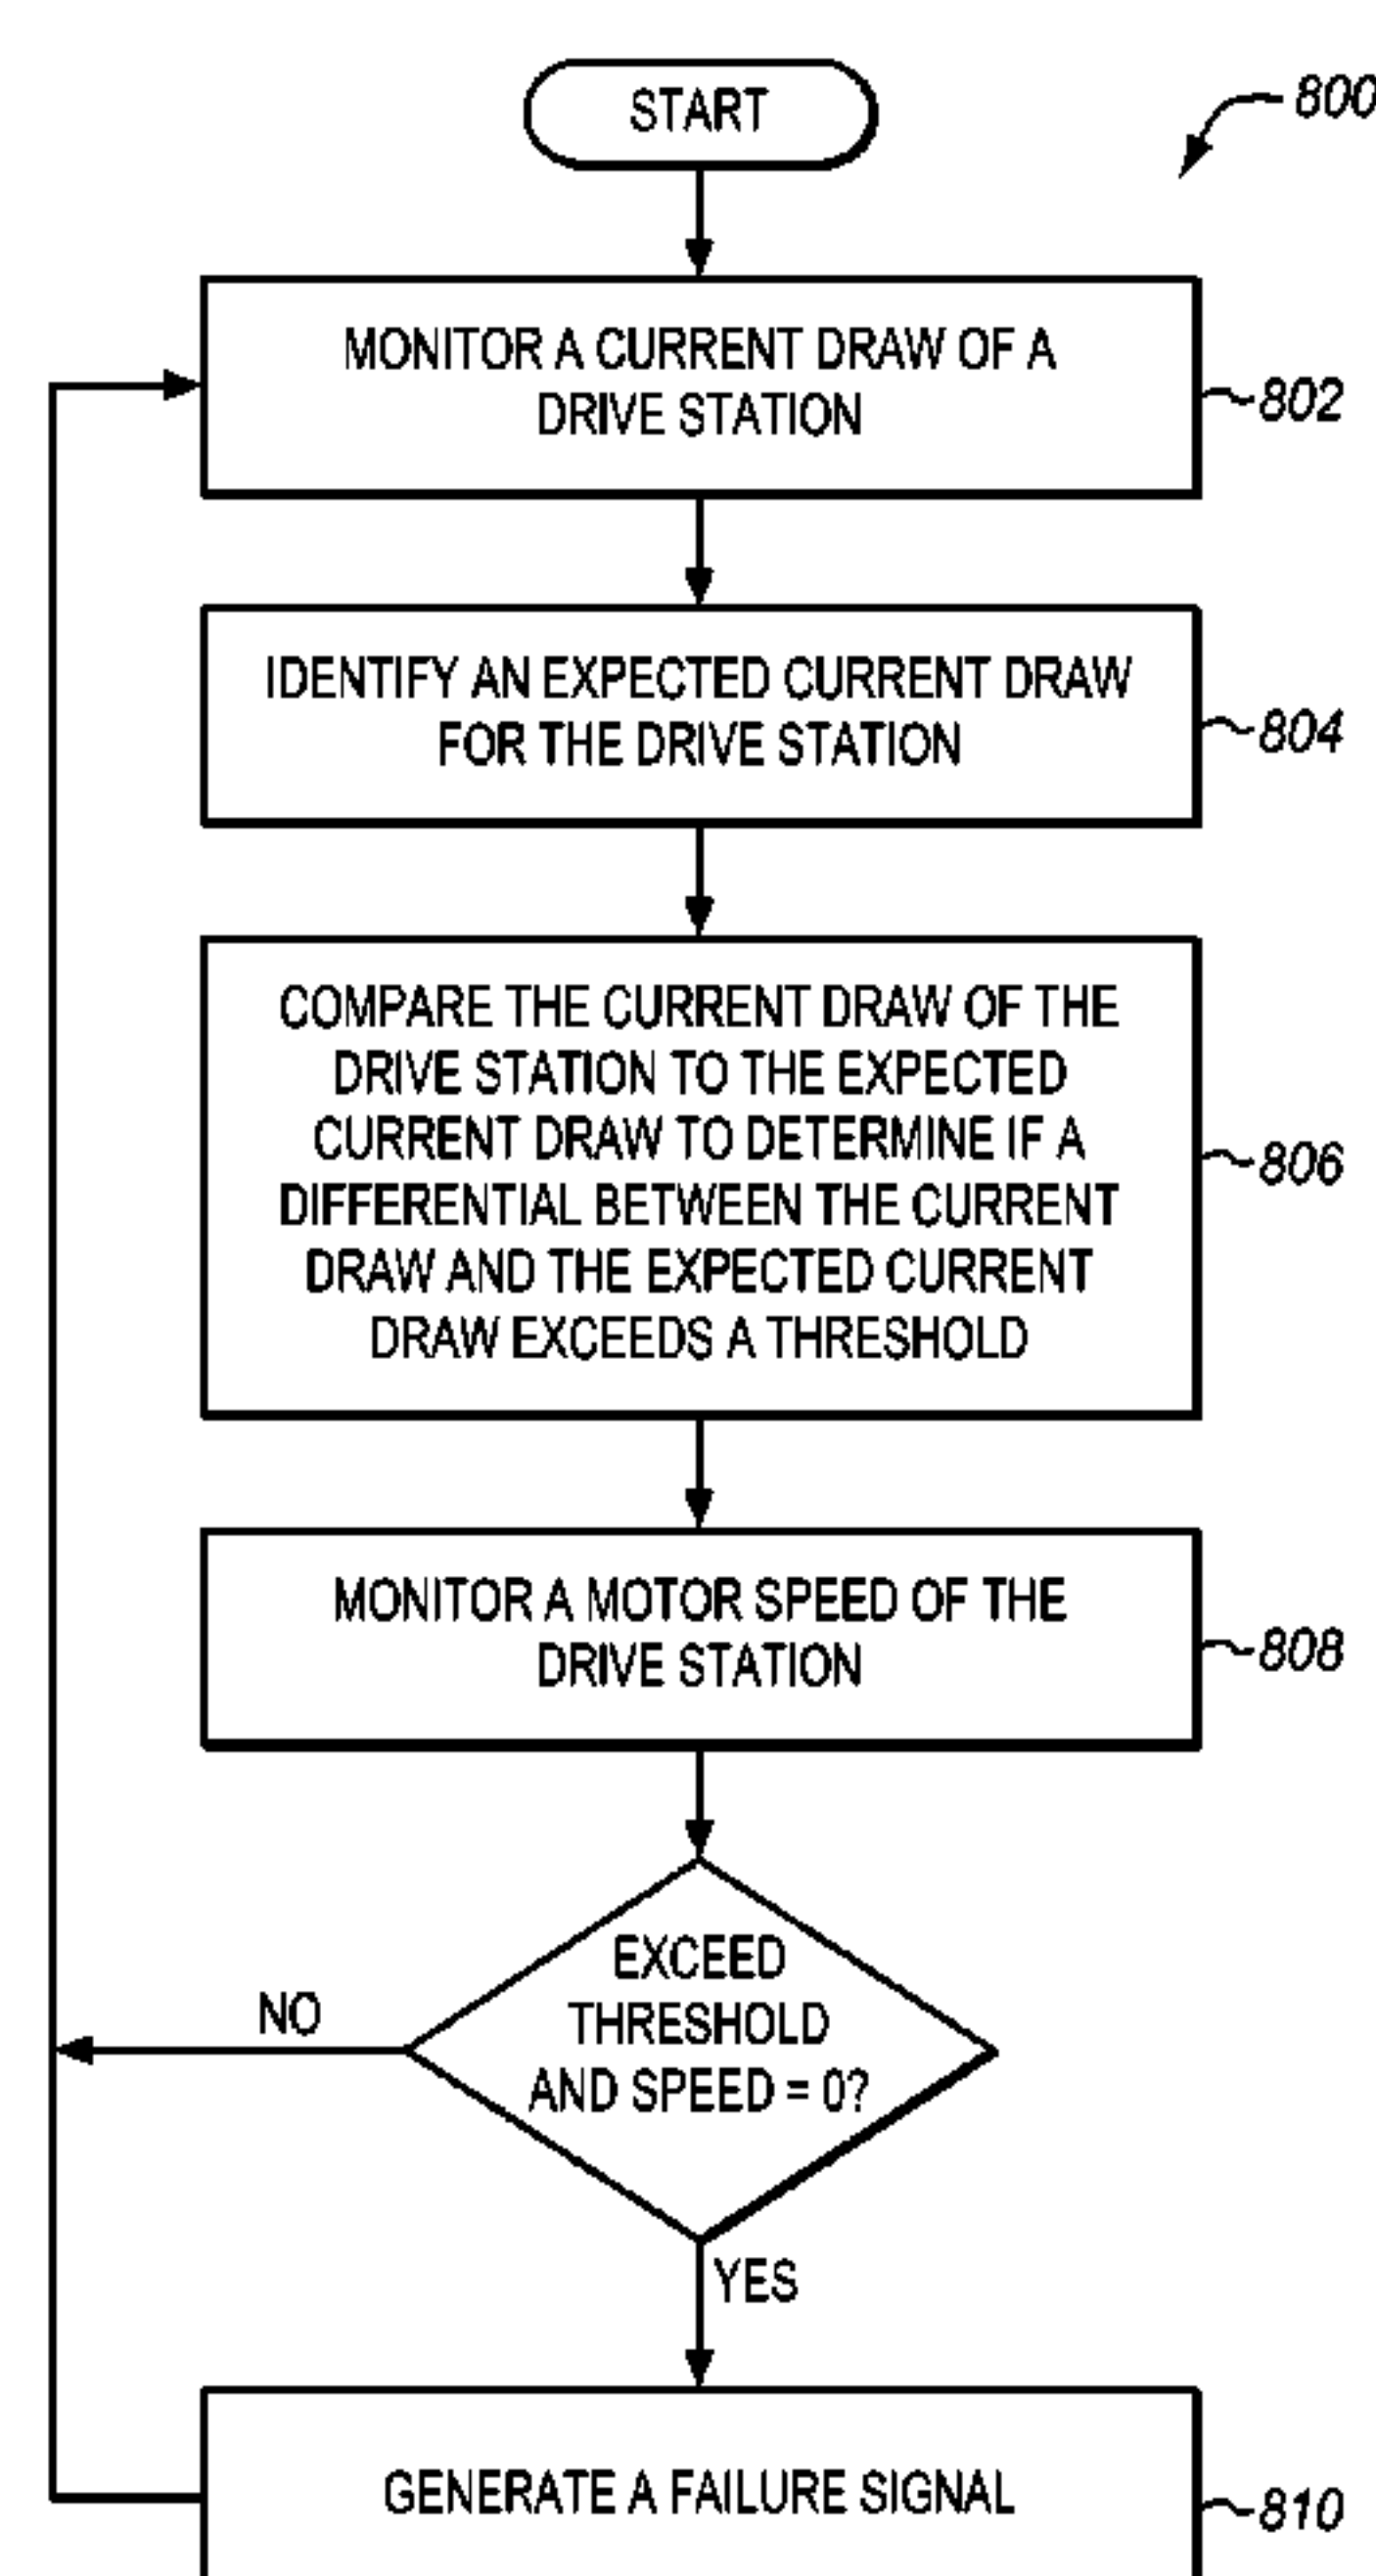 START
800
MONITOR A CURRENT DRAW OF A
DRIVE STATION
802
IDENTIFY AN EXPECTED CURRENT DRAW
FOR THE DRIVE STATION
804
COMPARE THE CURRENT DRAW OF THE
DRIVE STATION TO THE EXPECTED
CURRENT DRAW TO DETERMINE IF A
DIFFERENTIAL BETWEEN THE CURRENT
DRAW AND THE EXPECTED CURRENT
DRAW EXCEEDS A THRESHOLD
806
MONITOR A MOTOR SPEED OF THE
DRIVE STATION
808
EXCEED
THRESHOLD
AND SPEED = 0?
NO
YES
GENERATE A FAILURE SIGNAL
810